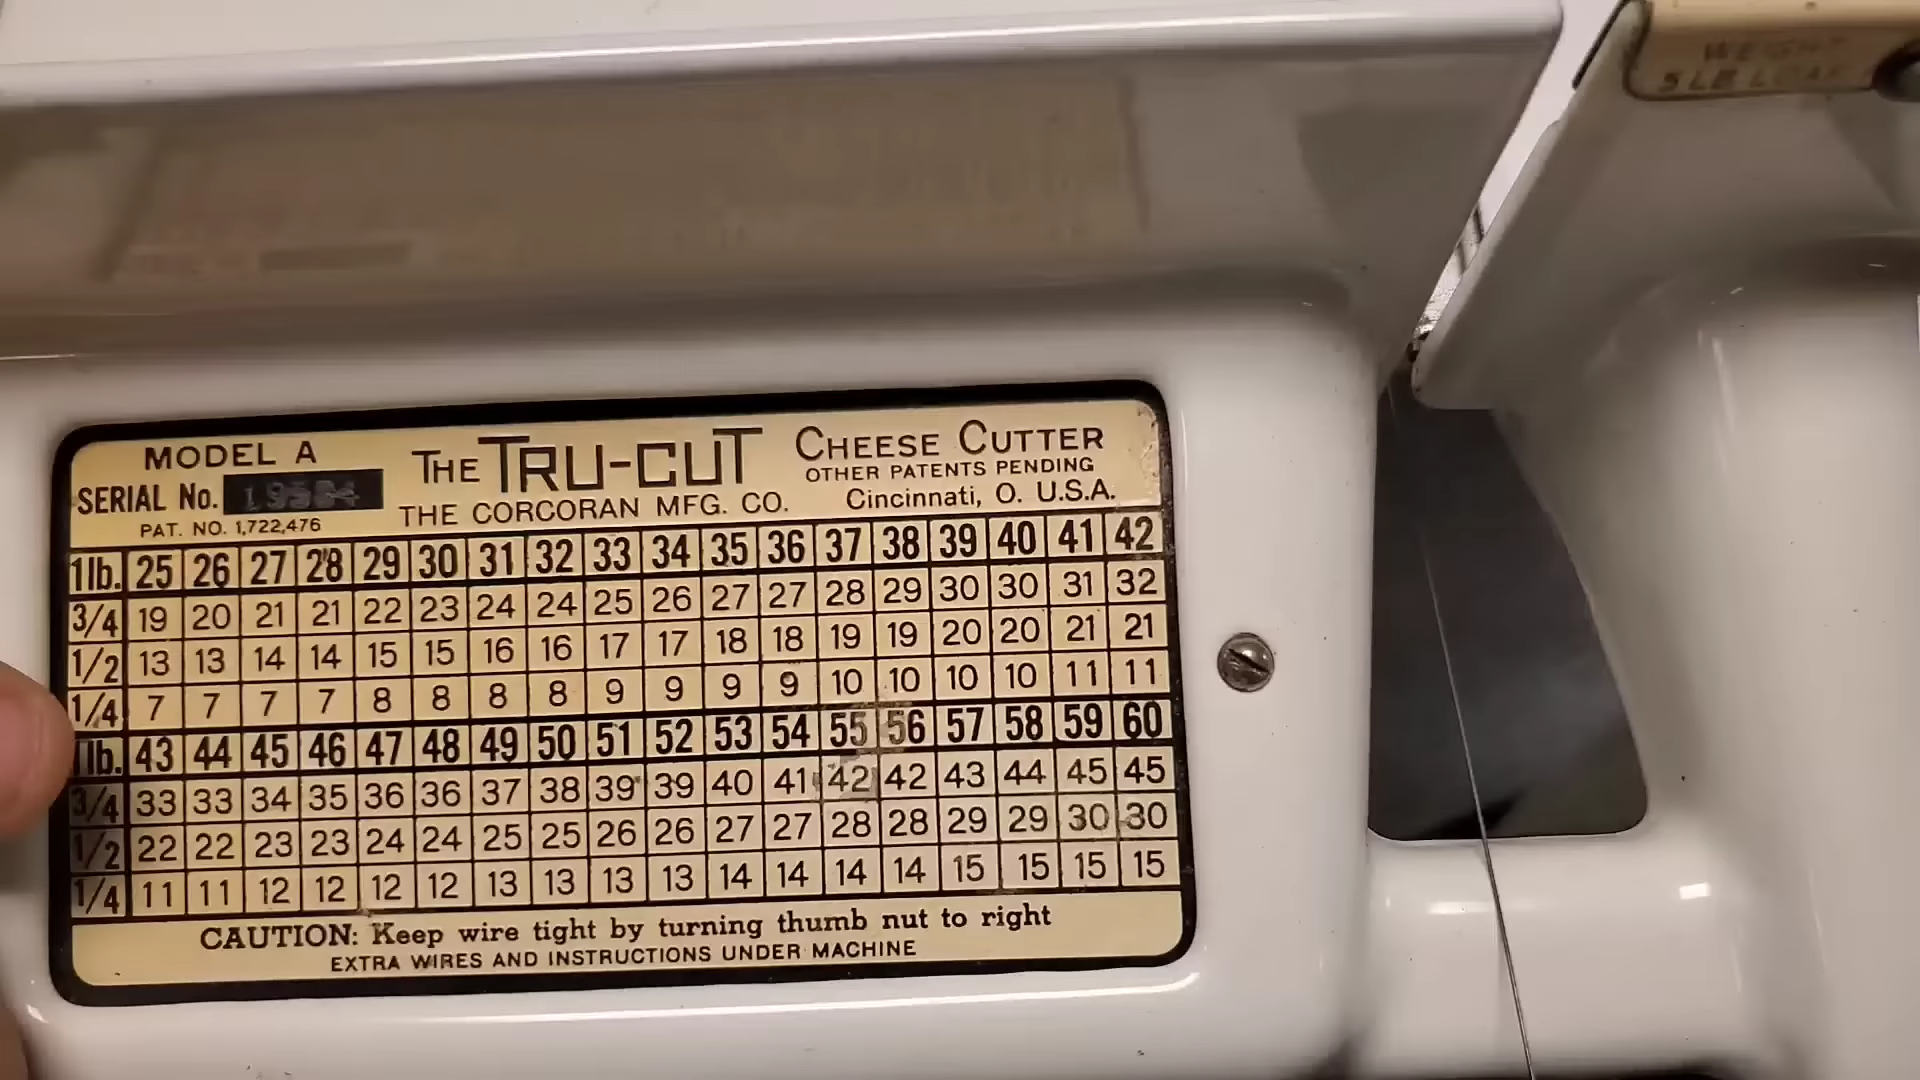 WEIGHT
5 LB LOAF
MODEL A
SERIAL No.
PAT. NO. 1,722,476
THE TRU-CUT
THE CORCORAN MFG. CO.
CHEESE CUTTER
OTHER PATENTS PENDING
Cincinnati, O. U.S.A.
1 lb. 25 26 27 28 29 30 31 32 33 34 35 36 37 38 39 40 41 42
3/4 19 20 21 21 22 23 24 24 25 26 27 27 28 29 30 30 31 32
1/2 13 13 14 14 15 15 16 16 17 17 18 18 19 19 20 20 21 21
1/4 7 7 7 7 8 8 8 8 9 9 9 9 10 10 10 10 11 11
1 lb. 43 44 45 46 47 48 49 50 51 52 53 54 55 56 57 58 59 60
3/4 33 33 34 35 36 36 37 38 39 39 40 41 42 42 43 44 45 45
1/2 22 22 23 23 24 24 25 25 26 26 27 27 28 28 29 29 30 30
1/4 11 11 12 12 12 12 13 13 13 13 14 14 14 14 15 15 15 15
CAUTION: Keep wire tight by turning thumb nut to right
EXTRA WIRES AND INSTRUCTIONS UNDER MACHINE